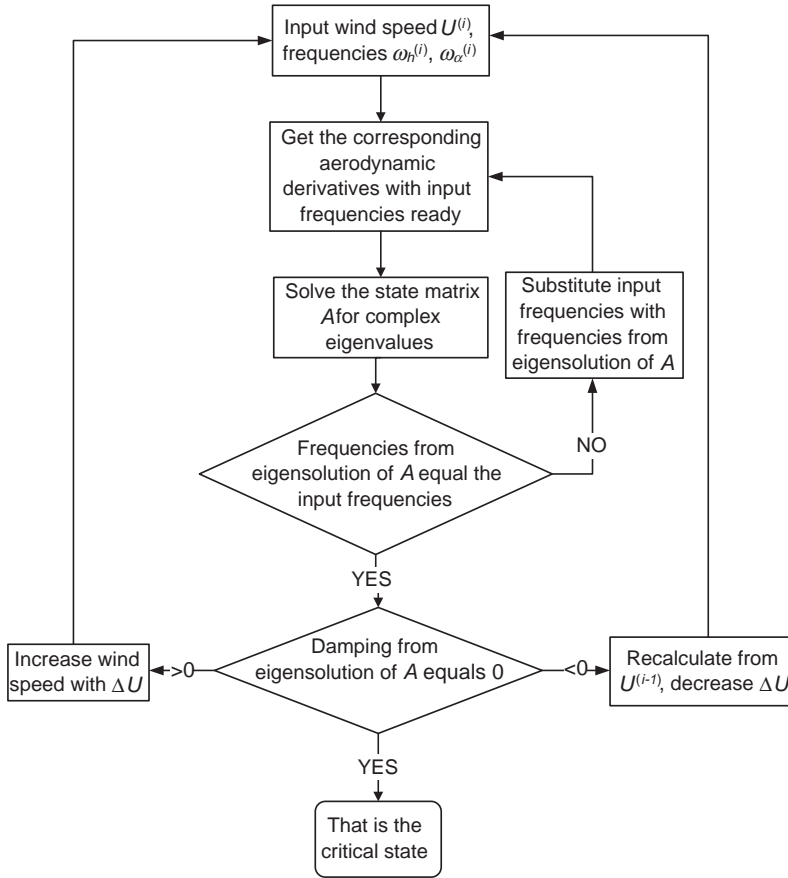 Input wind speed U⁽ⁱ⁾,
frequencies ωₕ⁽ⁱ⁾, ω_α⁽ⁱ⁾
Get the corresponding
aerodynamic
derivatives with input
frequencies ready
Solve the state matrix
A for complex
eigenvalues
Substitute input
frequencies with
frequencies from
eigensolution of A
Frequencies from
eigensolution of A equal the
input frequencies
NO
YES
Damping from
eigensolution of A equals 0
>0
<0
Increase wind
speed with ΔU
Recalculate from
U⁽ⁱ⁻¹⁾, decrease ΔU
YES
That is the
critical state